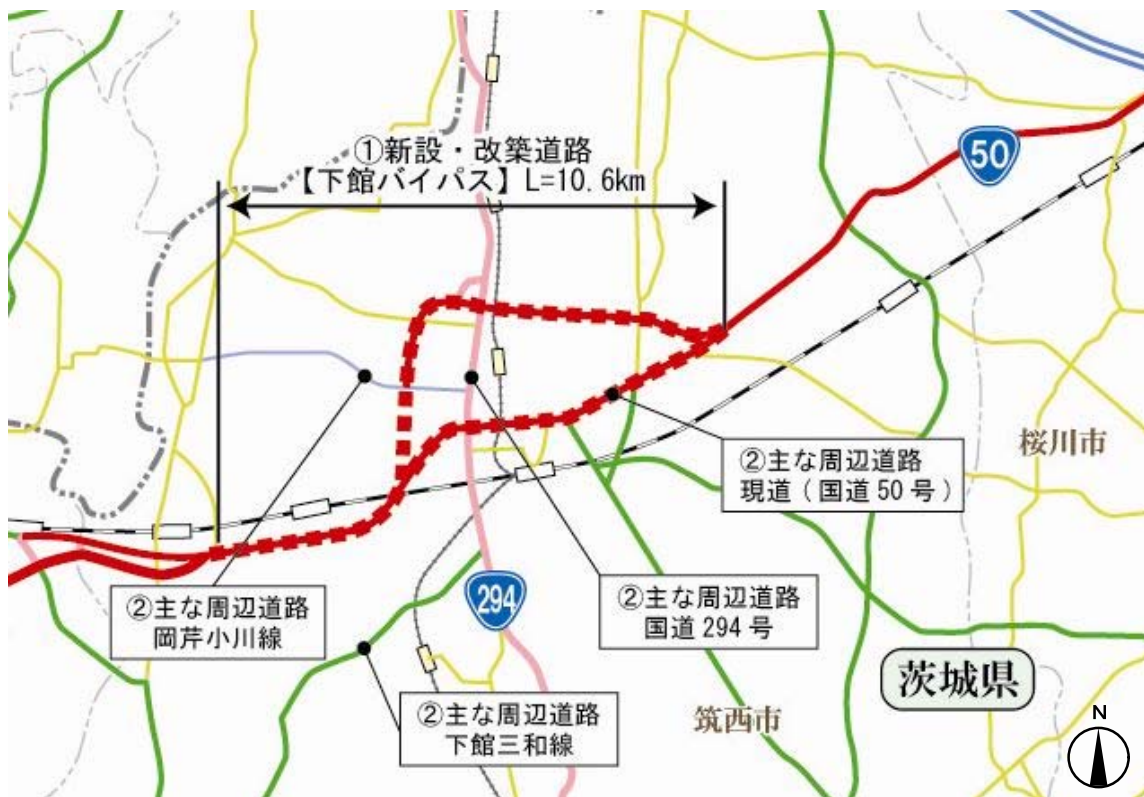 ①新設・改築道路
【下館バイパス】L=10.6km
50
桜川市
②主な周辺道路
現道(国道50号)
②主な周辺道路
岡芹小川線
294
②主な周辺道路
国道294号
②主な周辺道路
下館三和線
筑西市
茨城県
N